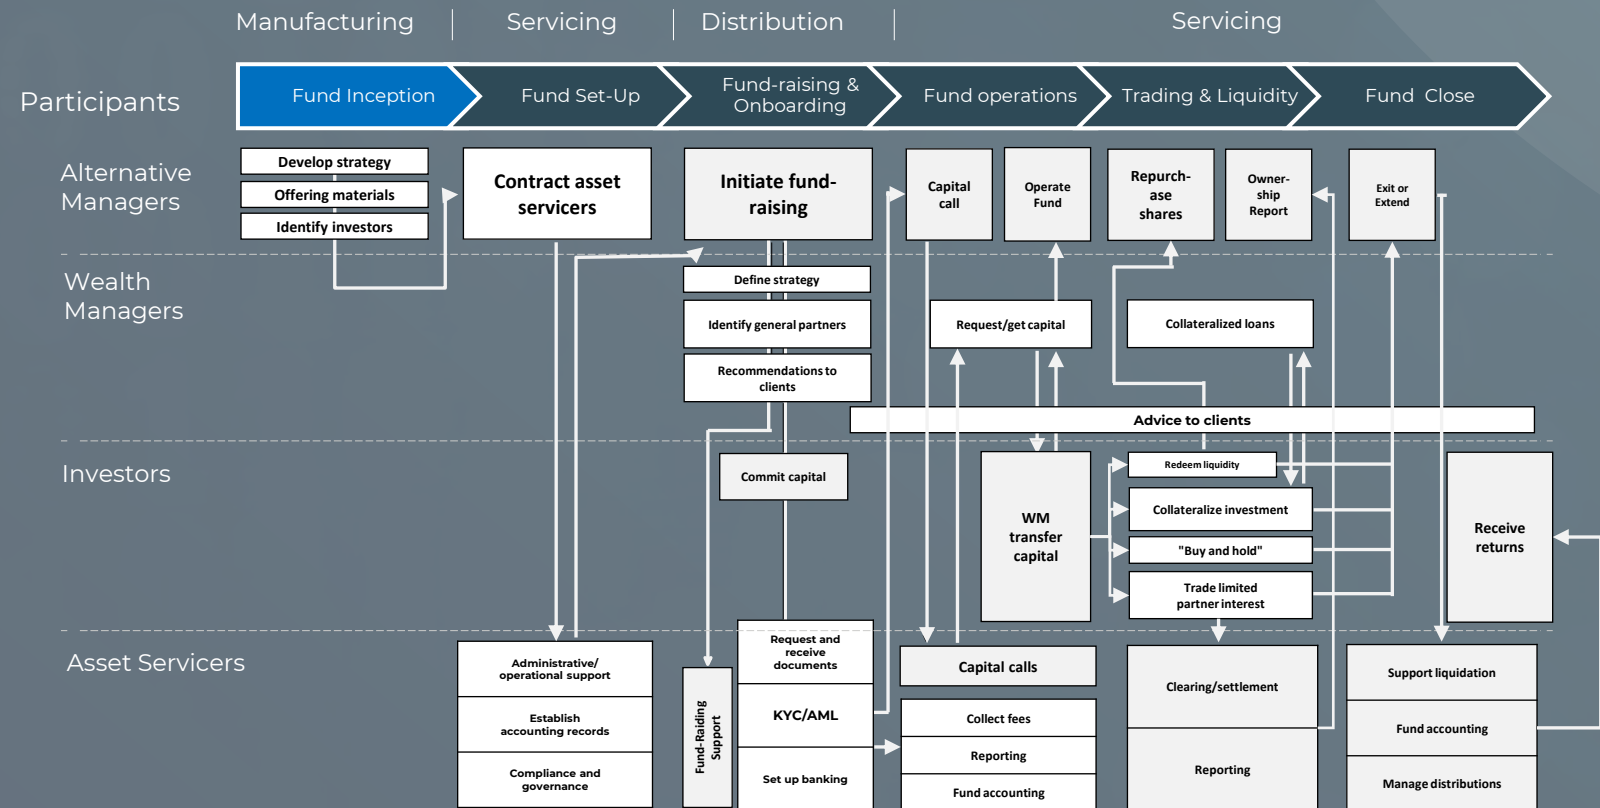 Manufacturing
Servicing
Distribution
Servicing
Participants
Fund Inception
Fund Set-Up
Fund-raising &
Onboarding
Fund operations
Trading & Liquidity
Fund Close
Alternative
Managers
Develop strategy
Offering materials
Identify investors
Contract asset
servicers
Initiate fund-
raising
Capital
call
Operate
Fund
Repurch-
ase
shares
Owner-
ship
Report
Exit or
Extend
Wealth
Managers
Define strategy
Identify general partners
Recommendations to
clients
Request/get capital
Collateralized loans
Advice to clients
Investors
Commit capital
WM
transfer
capital
Redeem liquidity
Collateralize investment
"Buy and hold"
Trade limited
partner interest
Receive
returns
Asset Servicers
Administrative/
operational support
Establish
accounting records
Compliance and
governance
Fund-Raiding
Support
Request and
receive
documents
KYC/AML
Set up banking
Capital calls
Collect fees
Reporting
Fund accounting
Clearing/settlement
Reporting
Support liquidation
Fund accounting
Manage distributions